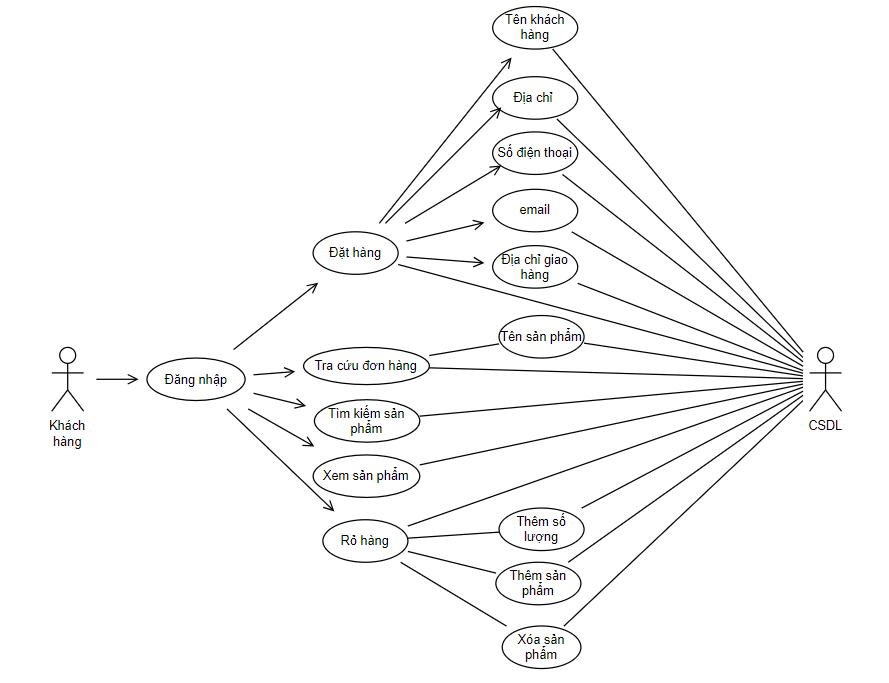 Tên khách
hàng
Địa chỉ
Số điện thoại
email
Đặt hàng
Địa chỉ giao
hàng
Tên sản phẩm
Tra cứu đơn hàng
Đăng nhập
Khách
hàng
CSDL
Tìm kiếm sản
phẩm
Xem sản phẩm
Thêm số
lượng
Rỏ hàng
Thêm sản
phẩm
Xóa sản
phẩm